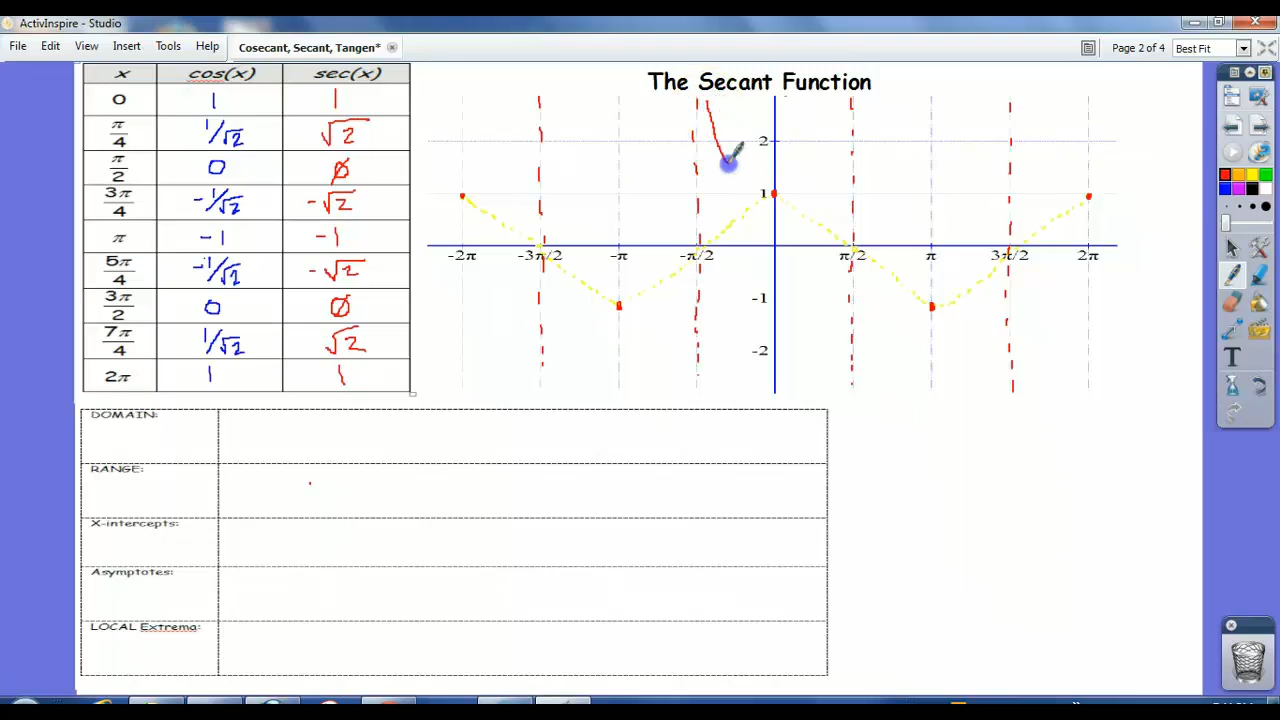 ActivInspire - Studio
File Edit View Insert Tools Help Cosecant, Secant, Tangen* Page 2 of 4 Best Fit
x cos(x) sec(x)
0 1 1
π/4 1/√2 √2
π/2 0 Ø
3π/4 -1/√2 -√2
π -1 -1
5π/4 -1/√2 -√2
3π/2 0 Ø
7π/4 1/√2 √2
2π 1 1
The Secant Function
2
1
-2π -3π/2 -π -π/2 π/2 π 3π/2 2π
-1
-2
DOMAIN:
RANGE:
X-intercepts:
Asymptotes:
LOCAL Extrema:
T